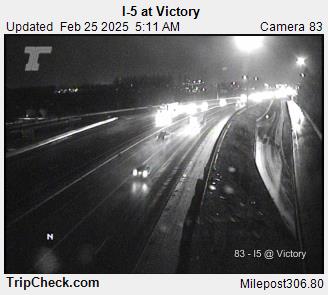 I-5 at Victory
Updated Feb 25 2025 5:11 AM Camera 83
T
N
83 - I5 @ Victory
TripCheck.com Milepost306.80